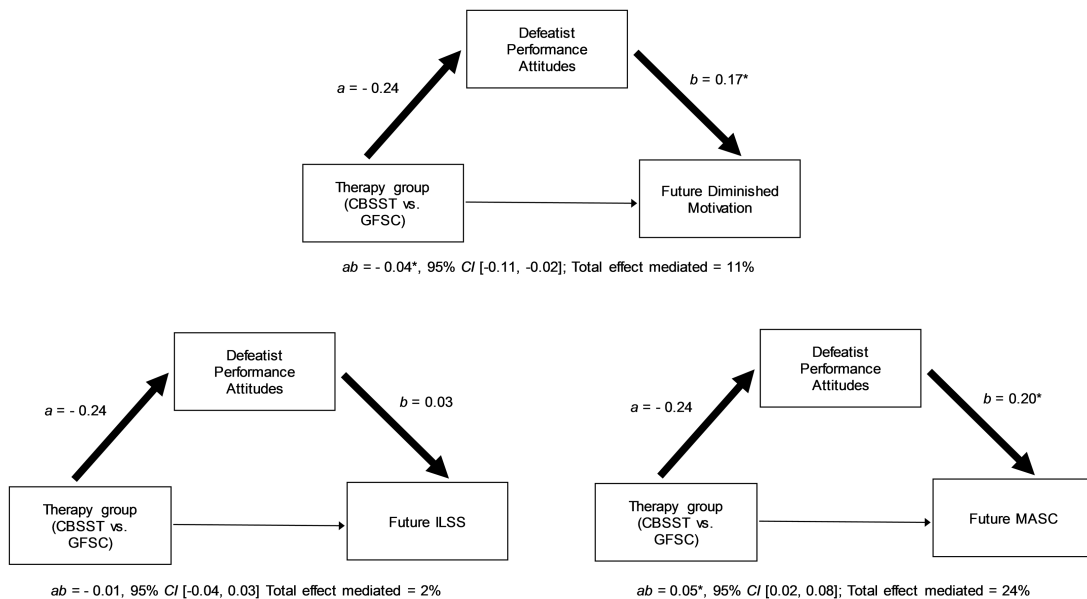 Defeatist
Performance
Attitudes
a = - 0.24
b = 0.17*
Therapy group
(CBSST vs.
GFSC)
Future Diminished
Motivation
ab = - 0.04*, 95% CI [-0.11, -0.02]; Total effect mediated = 11%
Defeatist
Performance
Attitudes
a = - 0.24
b = 0.03
Therapy group
(CBSST vs.
GFSC)
Future ILSS
ab = - 0.01, 95% CI [-0.04, 0.03] Total effect mediated = 2%
Defeatist
Performance
Attitudes
a = - 0.24
b = 0.20*
Therapy group
(CBSST vs.
GFSC)
Future MASC
ab = 0.05*, 95% CI [0.02, 0.08]; Total effect mediated = 24%